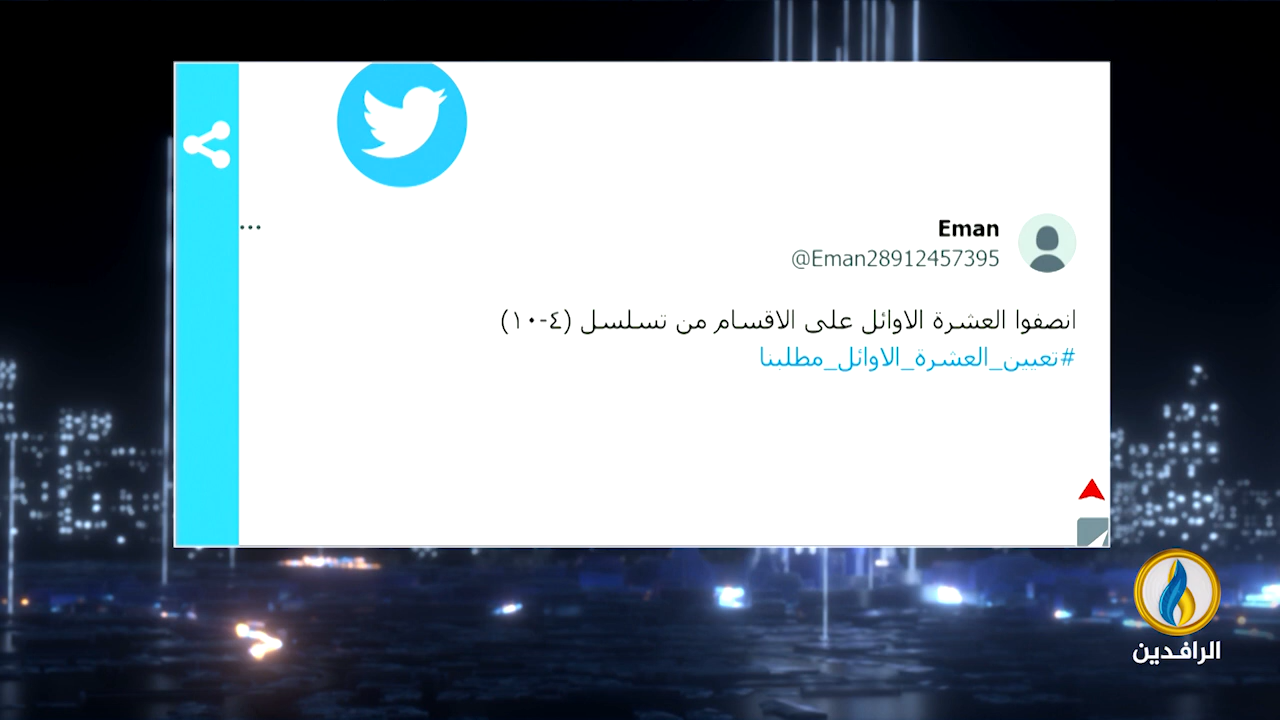 Eman
@Eman28912457395
انصفوا العشرة الاوائل على الاقسام من تسلسل (٤-١٠)
#تعيين_العشرة_الاوائل_مطلبنا
الرافدين